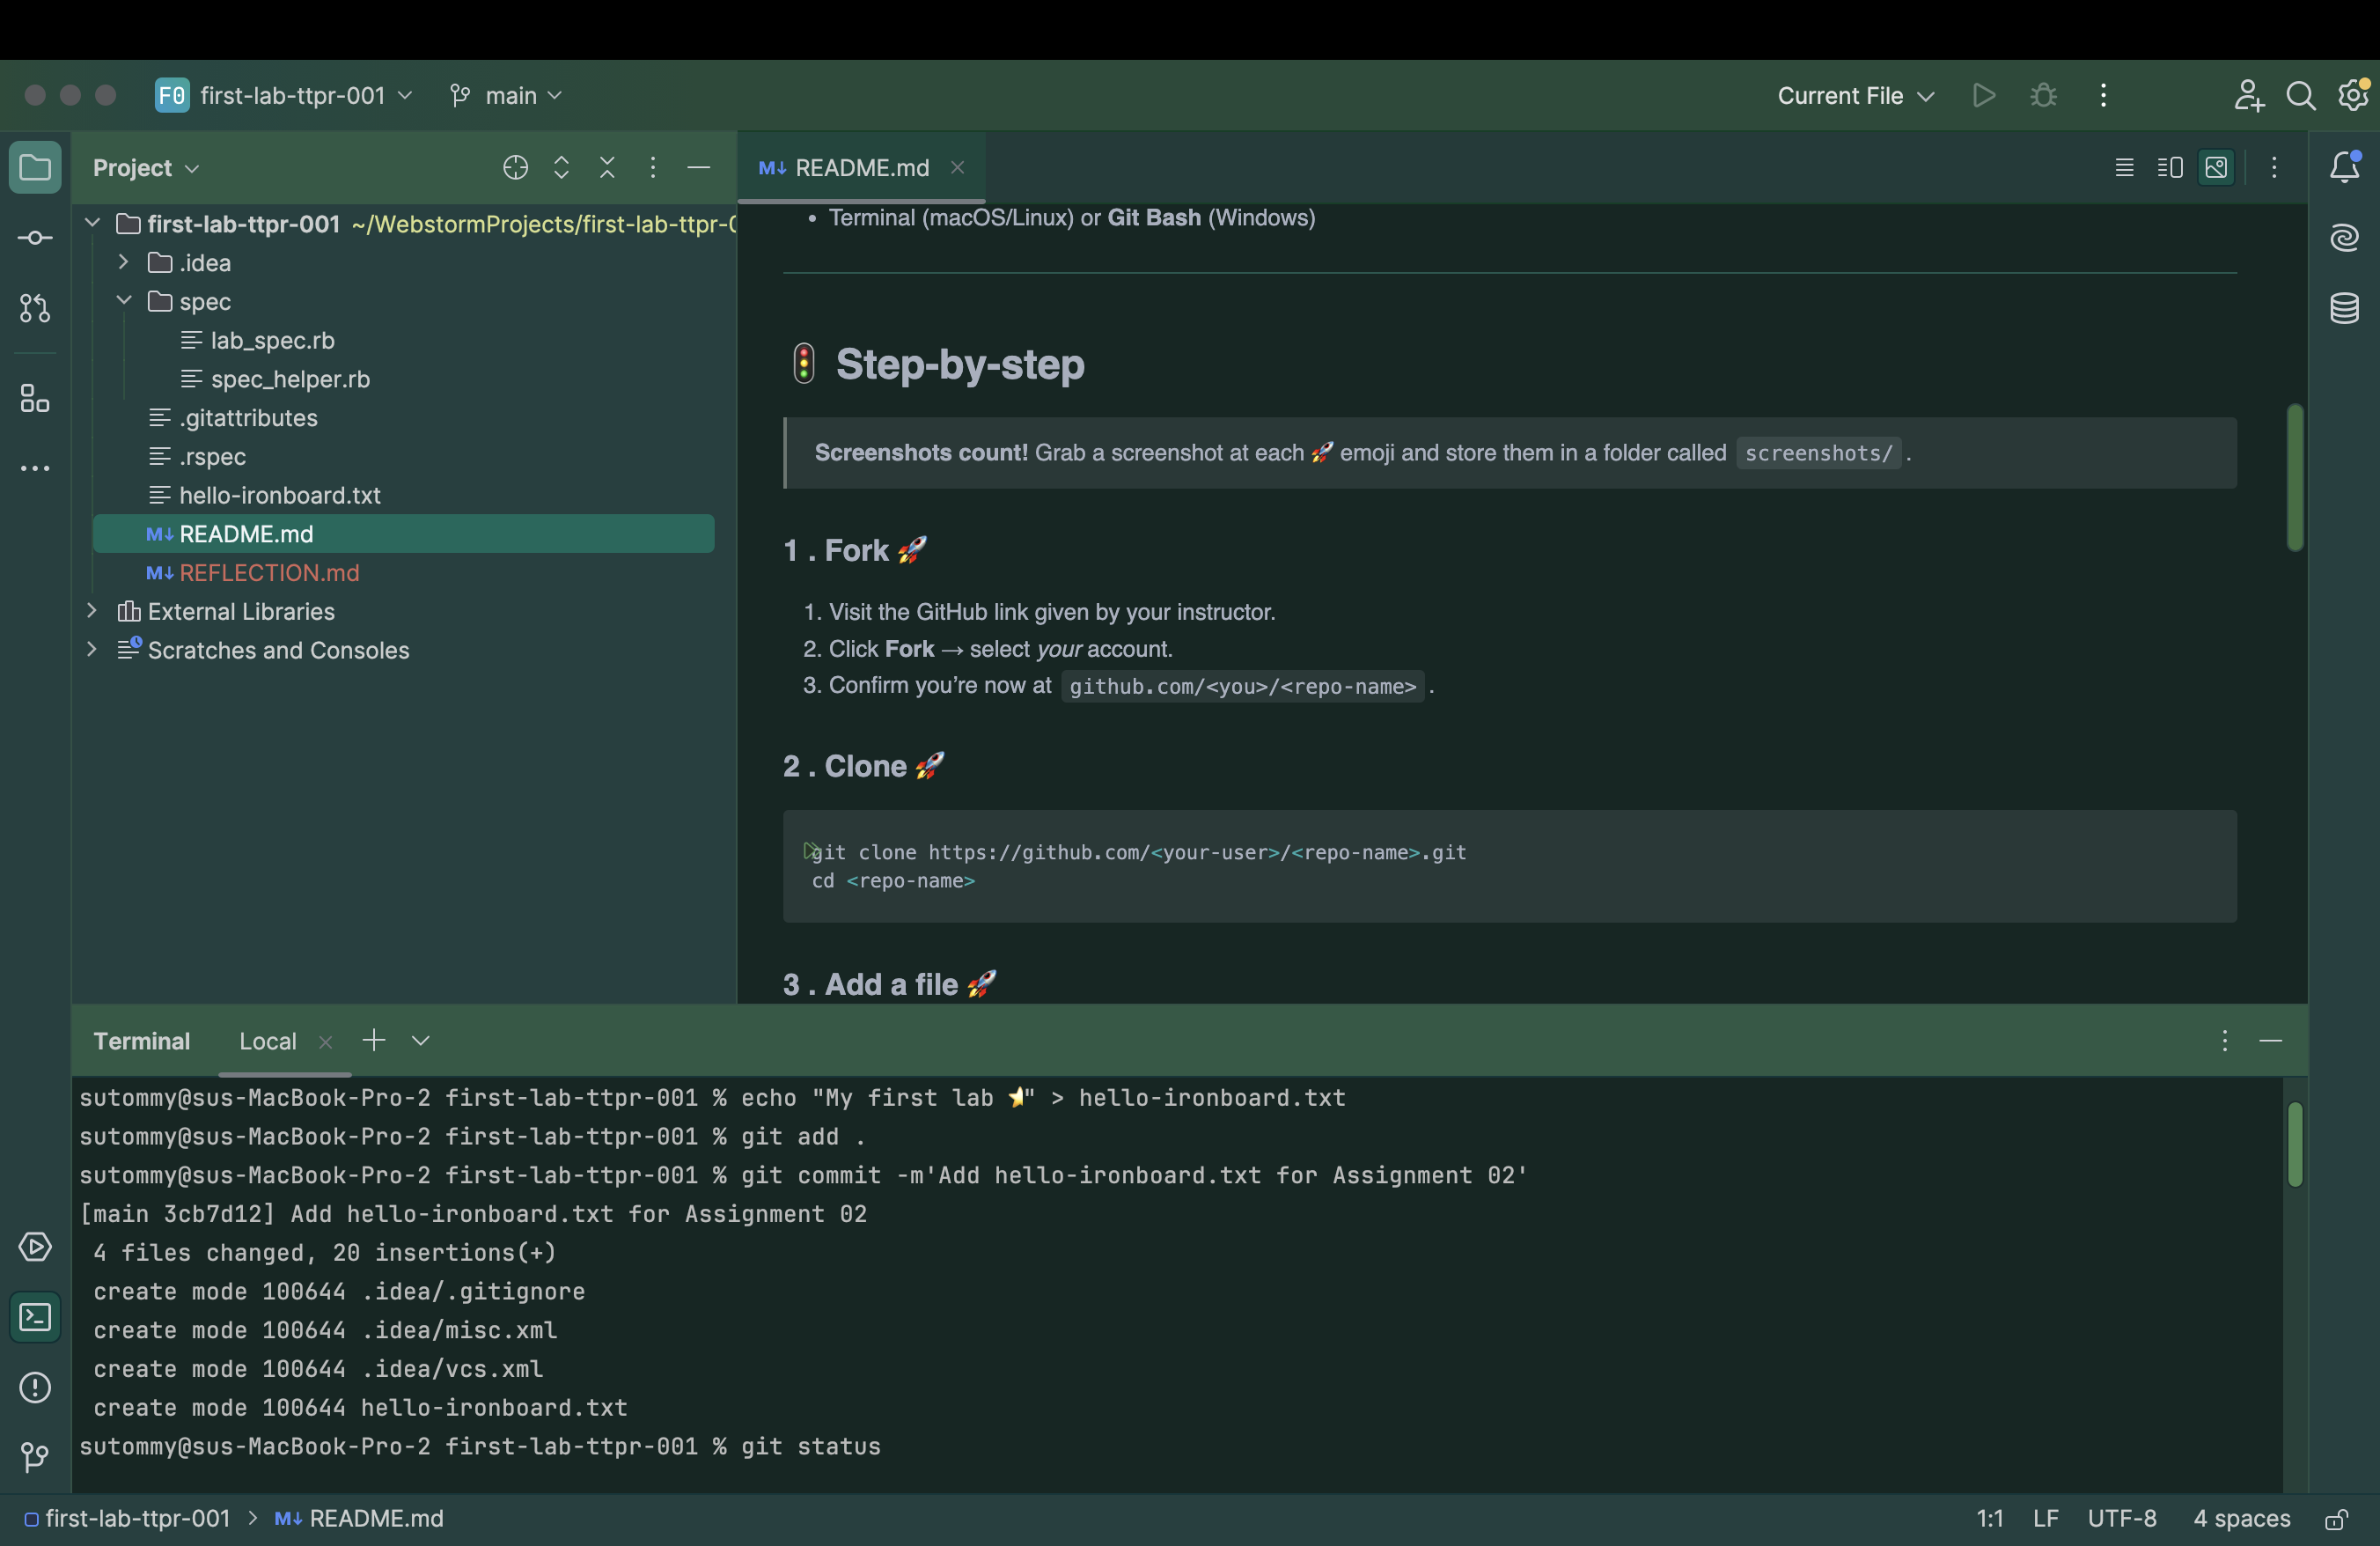 F0 first-lab-ttpr-001 main Current File
Project
README.md
first-lab-ttpr-001 ~/WebstormProjects/first-lab-ttpr-0
.idea
spec
lab_spec.rb
spec_helper.rb
.gitattributes
.rspec
hello-ironboard.txt
M↓ README.md
M↓ REFLECTION.md
External Libraries
Scratches and Consoles
M↓ README.md
• Terminal (macOS/Linux) or Git Bash (Windows)
🚦 Step-by-step
Screenshots count! Grab a screenshot at each 🚀 emoji and store them in a folder called screenshots/ .
1 . Fork 🚀
1. Visit the GitHub link given by your instructor.
2. Click Fork → select your account.
3. Confirm you’re now at github.com/<you>/<repo-name> .
2 . Clone 🚀
git clone https://github.com/<your-user>/<repo-name>.git
cd <repo-name>
3 . Add a file 🚀
Terminal Local
sutommy@sus-MacBook-Pro-2 first-lab-ttpr-001 % echo "My first lab ⭐" > hello-ironboard.txt
sutommy@sus-MacBook-Pro-2 first-lab-ttpr-001 % git add .
sutommy@sus-MacBook-Pro-2 first-lab-ttpr-001 % git commit -m'Add hello-ironboard.txt for Assignment 02'
[main 3cb7d12] Add hello-ironboard.txt for Assignment 02
4 files changed, 20 insertions(+)
create mode 100644 .idea/.gitignore
create mode 100644 .idea/misc.xml
create mode 100644 .idea/vcs.xml
create mode 100644 hello-ironboard.txt
sutommy@sus-MacBook-Pro-2 first-lab-ttpr-001 % git status
first-lab-ttpr-001 > M↓ README.md 1:1 LF UTF-8 4 spaces